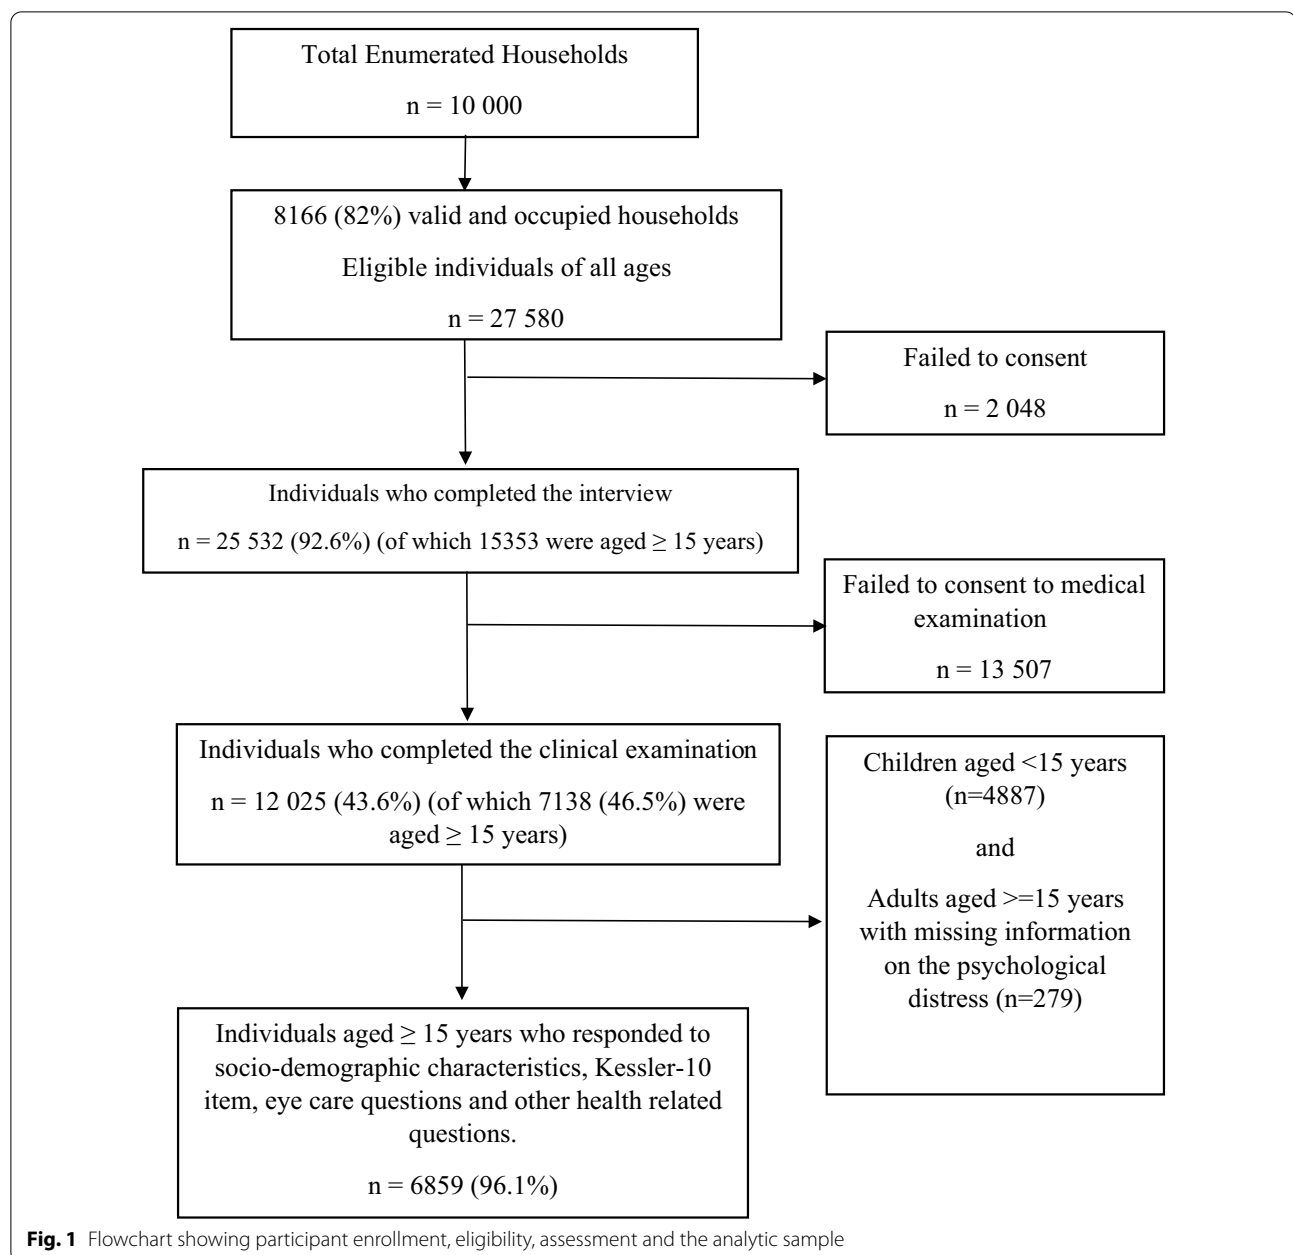 Total Enumerated Households
n = 10 000
8166 (82%) valid and occupied households
Eligible individuals of all ages
n = 27 580
Failed to consent
n = 2 048
Individuals who completed the interview
n = 25 532 (92.6%) (of which 15353 were aged ≥ 15 years)
Failed to consent to medical
examination
n = 13 507
Individuals who completed the clinical examination
n = 12 025 (43.6%) (of which 7138 (46.5%) were
aged ≥ 15 years)
Children aged <15 years
(n=4887)
and
Adults aged >=15 years
with missing information
on the psychological
distress (n=279)
Individuals aged ≥ 15 years who responded to
socio-demographic characteristics, Kessler-10
item, eye care questions and other health related
questions.
n = 6859 (96.1%)
Fig. 1 Flowchart showing participant enrollment, eligibility, assessment and the analytic sample